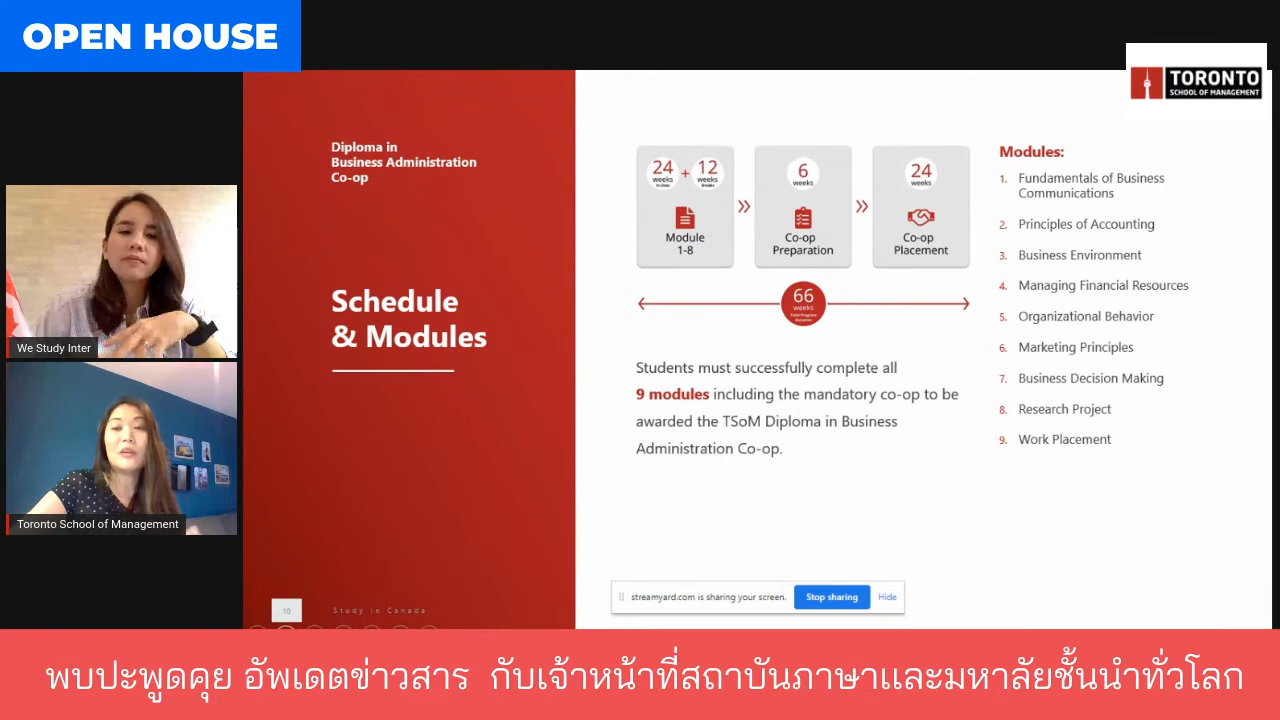 OPEN HOUSE
TORONTO
SCHOOL OF MANAGEMENT
Diploma in
Business Administration
Co-op
Schedule
& Modules
24 weeks + 12 weeks
6 weeks
24 weeks
Module
1-8
Co-op
Preparation
Co-op
Placement
66
weeks
Students must successfully complete all
9 modules including the mandatory co-op to be
awarded the TSoM Diploma in Business
Administration Co-op.
Modules:
1. Fundamentals of Business
Communications
2. Principles of Accounting
3. Business Environment
4. Managing Financial Resources
5. Organizational Behavior
6. Marketing Principles
7. Business Decision Making
8. Research Project
9. Work Placement
We Study Inter
Toronto School of Management
10
Study in Canada
streamyard.com is sharing your screen.
Stop sharing
Hide
พบปะพูดคุย อัพเดตข่าวสาร กับเจ้าหน้าที่สถาบันภาษาและมหาลัยชั้นนำทั่วโลก